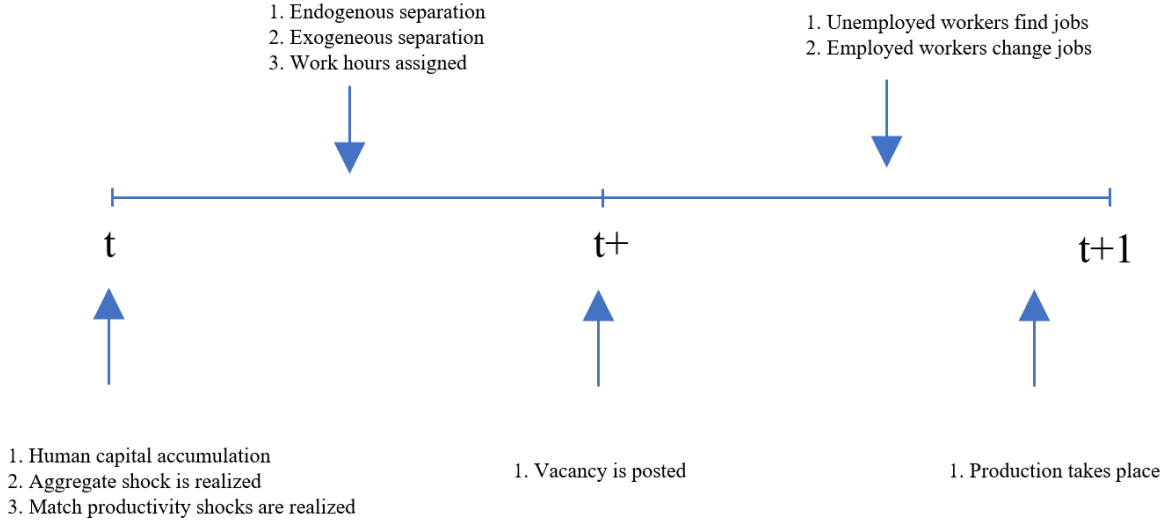 1. Endogenous separation
2. Exogeneous separation
3. Work hours assigned
1. Unemployed workers find jobs
2. Employed workers change jobs
t
t+
t+1
1. Human capital accumulation
2. Aggregate shock is realized
3. Match productivity shocks are realized
1. Vacancy is posted
1. Production takes place